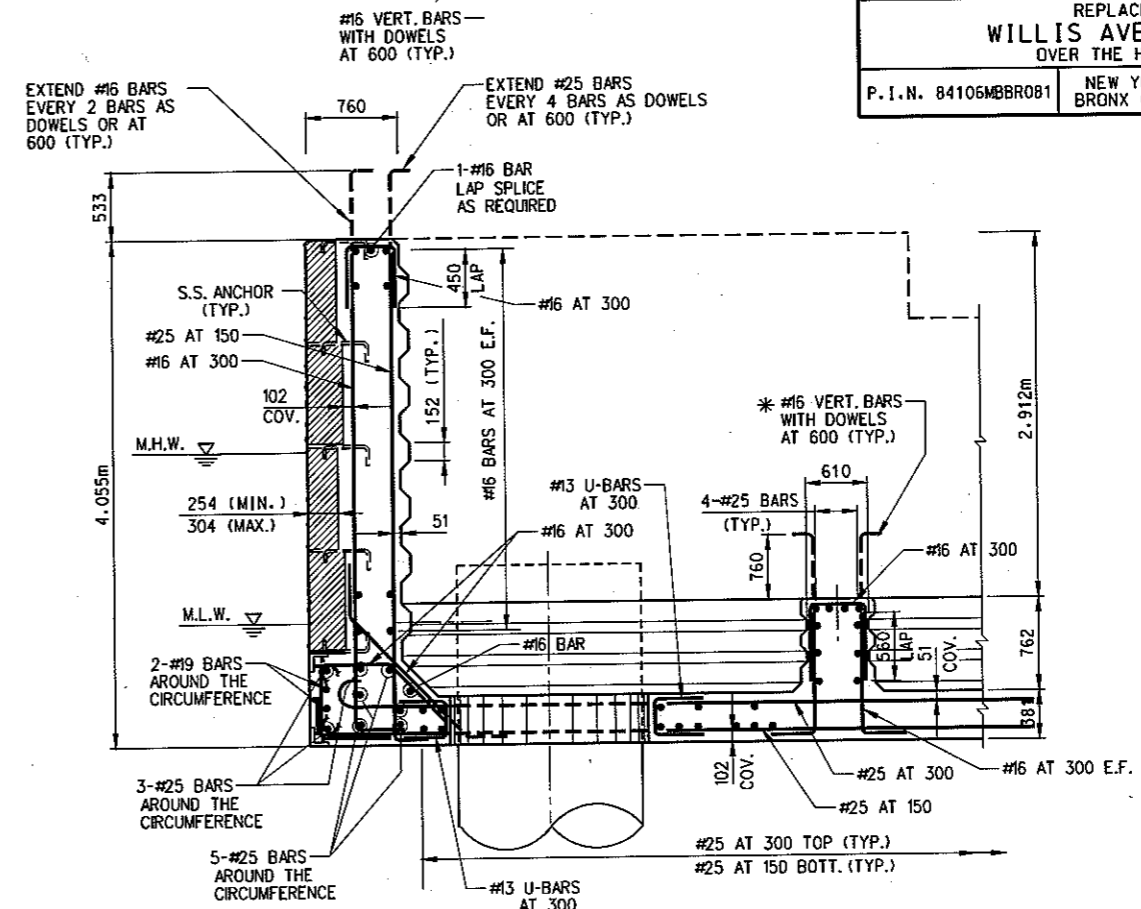 #16 VERT. BARS
WITH DOWELS
AT 600 (TYP.)
REPLAC
WILLIS AVE
OVER THE H
P.I.N. 84106MBBR081
NEW Y
BRONX
EXTEND #16 BARS
EVERY 2 BARS AS
DOWELS OR AT
600 (TYP.)
760
EXTEND #25 BARS
EVERY 4 BARS AS DOWELS
OR AT 600 (TYP.)
533
1-#16 BAR
LAP SPLICE
AS REQUIRED
450
LAP
S.S. ANCHOR
(TYP.)
#16 AT 300
#25 AT 150
#16 AT 300
102
COV.
152 (TYP.)
#16 BARS AT 300 E.F.
2.912m
* #16 VERT. BARS
WITH DOWELS
AT 600 (TYP.)
M.H.W.
4.055m
610
#13 U-BARS
AT 300
4-#25 BARS
(TYP.)
254 (MIN.)
304 (MAX.)
51
#16 AT 300
#16 AT 300
760
M.L.W.
560
LAP
51
COV.
762
#16 BAR
2-#19 BARS
AROUND THE
CIRCUMFERENCE
381
102
COV.
#25 AT 300
#16 AT 300 E.F.
3-#25 BARS
AROUND THE
CIRCUMFERENCE
#25 AT 150
#25 AT 300 TOP (TYP.)
#25 AT 150 BOTT. (TYP.)
5-#25 BARS
AROUND THE
CIRCUMFERENCE
#13 U-BARS
AT 300